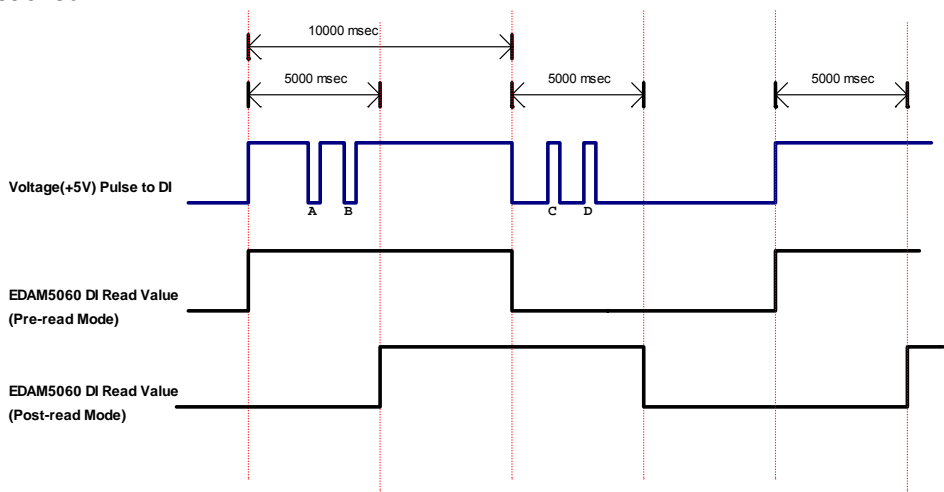 10000 msec
5000 msec
5000 msec
5000 msec
Voltage(+5V) Pulse to DI
A
B
C
D
EDAM5060 DI Read Value
(Pre-read Mode)
EDAM5060 DI Read Value
(Post-read Mode)